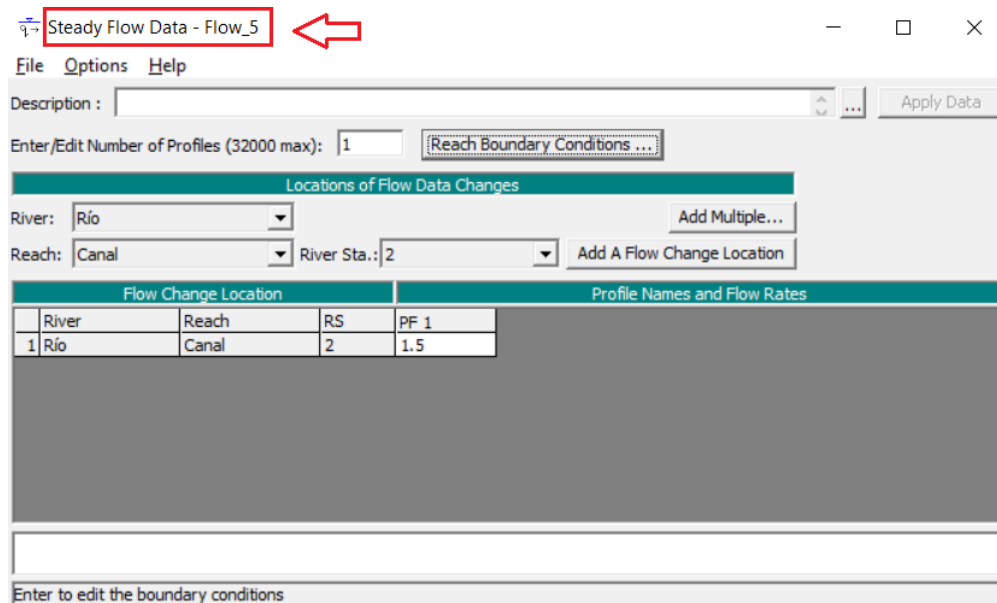 Steady Flow Data - Flow_5
File Options Help
Description : ... Apply Data
Enter/Edit Number of Profiles (32000 max): 1 Reach Boundary Conditions ...
Locations of Flow Data Changes
River: Río Add Multiple...
Reach: Canal River Sta.: 2 Add A Flow Change Location
Flow Change Location Profile Names and Flow Rates
River Reach RS PF 1
1 Río Canal 2 1.5
Enter to edit the boundary conditions